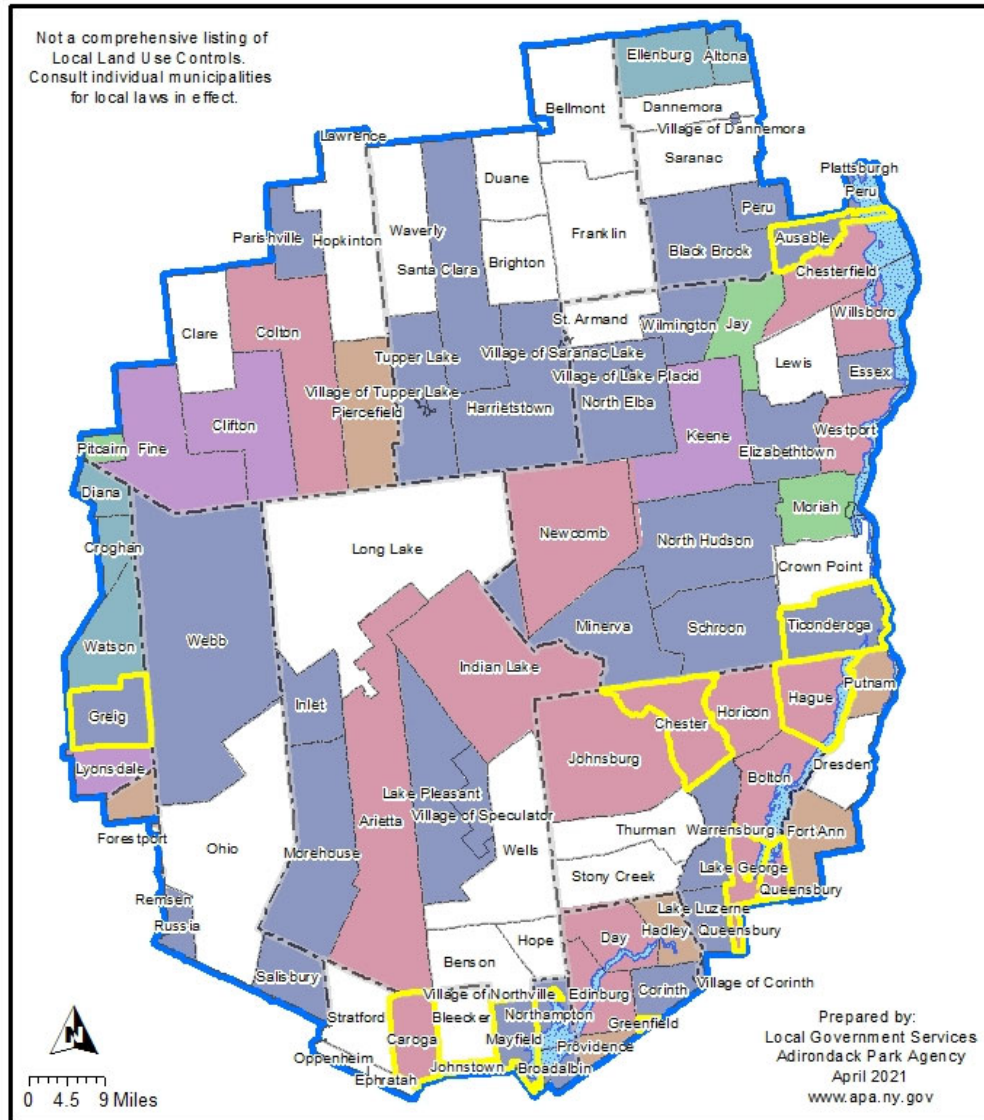 Not a comprehensive listing of
Local Land Use Controls.
Consult individual municipalities
for local laws in effect.
Ellenburg
Altona
Bellmont
Dannemora
Village of Dannemora
Lawrence
Saranac
Duane
Plattsburgh
Peru
Parishville
Hopkinton
Waverly
Franklin
Peru
Ausable
Santa Clara
Brighton
Black Brook
Chesterfield
Clare
Colton
St. Armand
Wilmington
Jay
Willsboro
Tupper Lake
Village of Saranac Lake
Lewis
Essex
Village of Tupper Lake
Village of Lake Placid
Piercefield
Harrietstown
North Elba
Clifton
Keene
Westport
Pitcairn
Fine
Elizabethtown
Diana
Moriah
Croghan
Long Lake
Newcomb
North Hudson
Crown Point
Webb
Minerva
Schroon
Ticonderoga
Watson
Indian Lake
Putnam
Greig
Inlet
Chester
Horicon
Hague
Lyonsdale
Johnsburg
Bolton
Dresden
Lake Pleasant
Arietta
Village of Speculator
Forestport
Thurman
Warrensburg
Fort Ann
Ohio
Morehouse
Wells
Lake George
Stony Creek
Queensbury
Remsen
Lake Luzerne
Russia
Hope
Day
Hadley
Queensbury
Salisbury
Benson
Village of Corinth
Village of Northville
Edinburg
Corinth
Stratford
Bleecker
Northampton
Caroga
Mayfield
Greenfield
Oppenheim
Johnstown
Providence
Ephratah
Broadalbin
N
0 4.5 9 Miles
Prepared by:
Local Government Services
Adirondack Park Agency
April 2021
www.apa.ny.gov